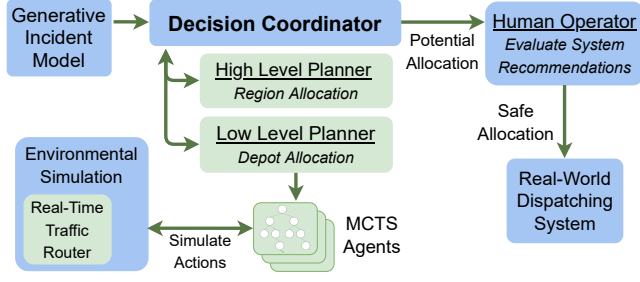 Generative
Incident
Model
Decision Coordinator
Potential
Allocation
Human Operator
Evaluate System
Recommendations
High Level Planner
Region Allocation
Low Level Planner
Depot Allocation
Safe
Allocation
Environmental
Simulation
Real-Time
Traffic
Router
Simulate
Actions
MCTS
Agents
Real-World
Dispatching
System